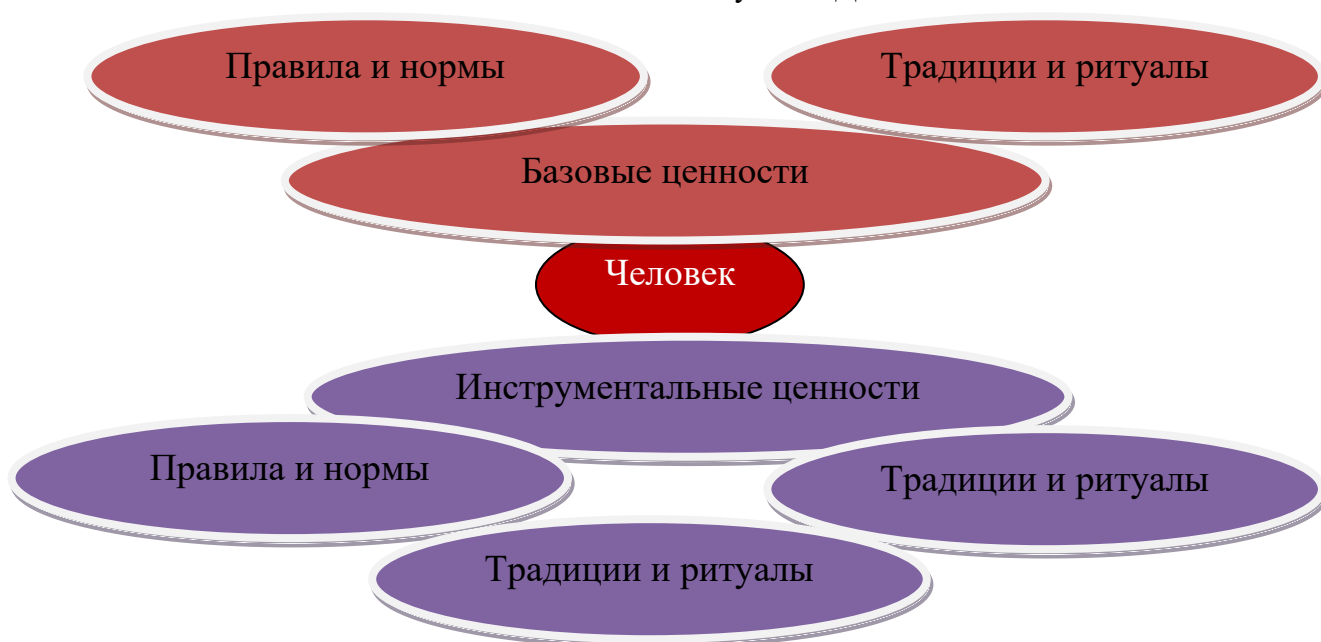 Правила и нормы
Традиции и ритуалы
Базовые ценности
Человек
Инструментальные ценности
Правила и нормы
Традиции и ритуалы
Традиции и ритуалы